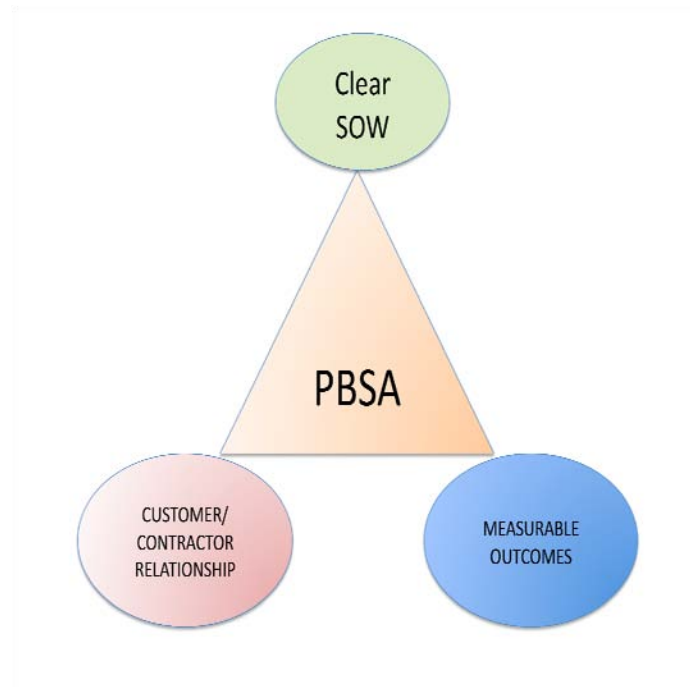 Clear
SOW
PBSA
CUSTOMER/
CONTRACTOR
RELATIONSHIP
MEASURABLE
OUTCOMES